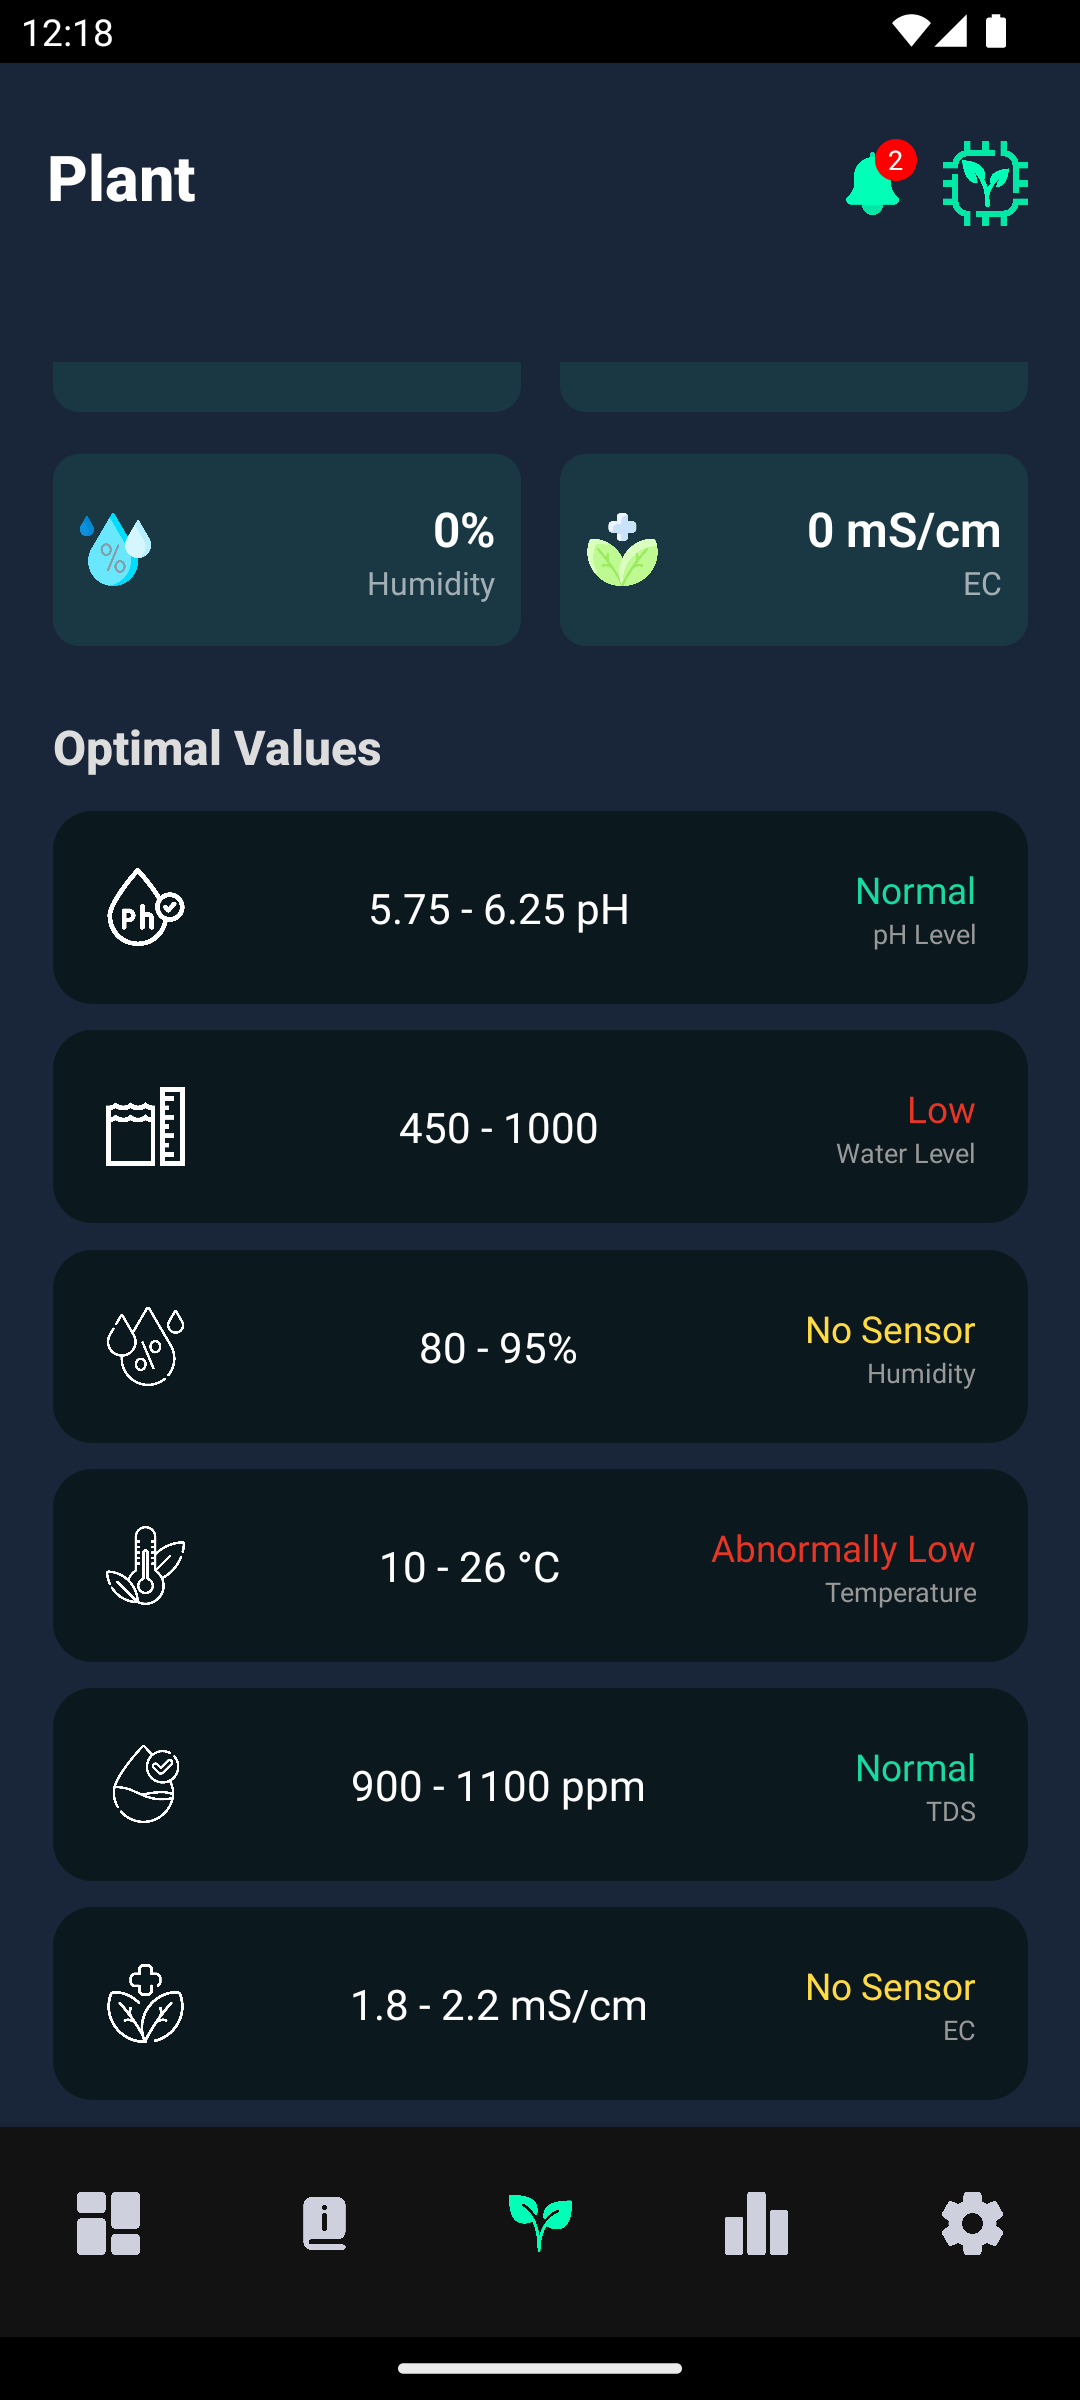 12:18
Plant
2
0%
Humidity
0 mS/cm
EC
Optimal Values
5.75 - 6.25 pH
Normal
pH Level
450 - 1000
Low
Water Level
80 - 95%
No Sensor
Humidity
10 - 26 °C
Abnormally Low
Temperature
900 - 1100 ppm
Normal
TDS
1.8 - 2.2 mS/cm
No Sensor
EC